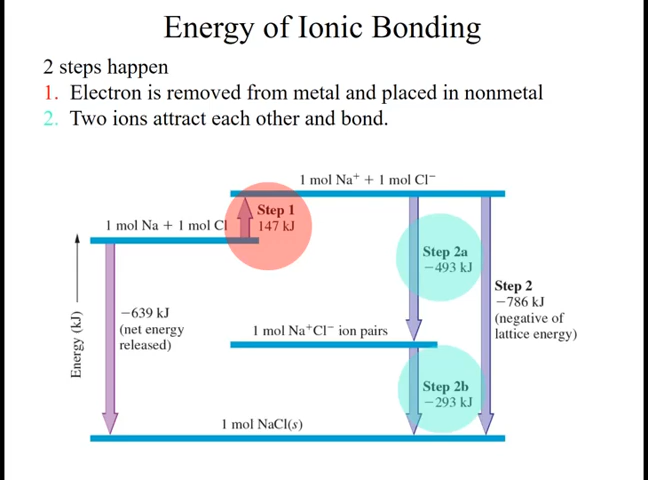 Energy of Ionic Bonding
2 steps happen
1. Electron is removed from metal and placed in nonmetal
2. Two ions attract each other and bond.
1 mol Na⁺ + 1 mol Cl⁻
Step 1
147 kJ
1 mol Na + 1 mol Cl
Step 2a
−493 kJ
Step 2
−786 kJ
(negative of
lattice energy)
−639 kJ
(net energy
released)
1 mol Na⁺Cl⁻ ion pairs
Energy (kJ)
Step 2b
−293 kJ
1 mol NaCl(s)